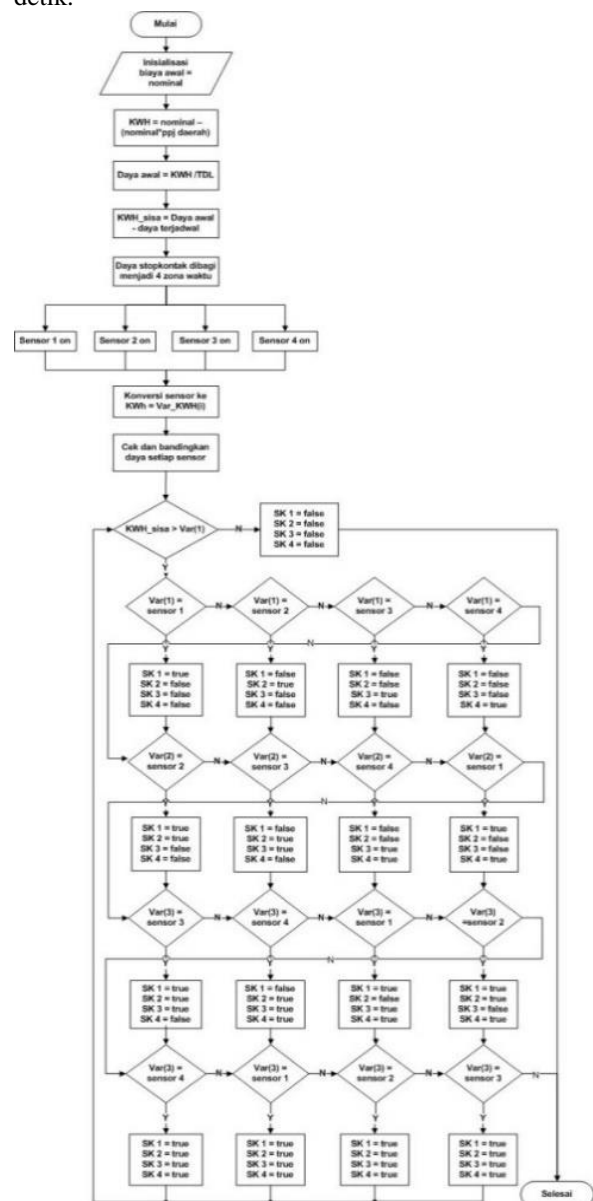 detik.
Mulai
Inisialisasi
biaya awal =
nominal
KWH = nominal –
(nominal*ppj daerah)
Daya awal = KWH /TDL
KWH_sisa = Daya awal
- daya terjadwal
Daya stopkontak dibagi
menjadi 4 zona waktu
Sensor 1 on
Sensor 2 on
Sensor 3 on
Sensor 4 on
Konversi sensor ke
KWh = Var_KWH(i)
Cek dan bandingkan
daya setiap sensor
KWH_sisa > Var(1)
N
SK 1 = false
SK 2 = false
SK 3 = false
SK 4 = false
Y
Var(1) =
sensor 1
N
Var(1) =
sensor 2
N
Var(1) =
sensor 3
N
Var(1) =
sensor 4
N
Y
Y
Y
Y
SK 1 = true
SK 2 = false
SK 3 = false
SK 4 = false
SK 1 = false
SK 2 = true
SK 3 = false
SK 4 = false
SK 1 = false
SK 2 = false
SK 3 = true
SK 4 = false
SK 1 = false
SK 2 = false
SK 3 = false
SK 4 = true
Var(2) =
sensor 2
N
Var(2) =
sensor 3
N
Var(2) =
sensor 4
N
Var(2) =
sensor 1
N
Y
Y
Y
Y
SK 1 = true
SK 2 = true
SK 3 = false
SK 4 = false
SK 1 = false
SK 2 = true
SK 3 = true
SK 4 = false
SK 1 = false
SK 2 = false
SK 3 = true
SK 4 = true
SK 1 = true
SK 2 = false
SK 3 = false
SK 4 = true
Var(3) =
sensor 3
N
Var(3) =
sensor 4
N
Var(3) =
sensor 1
N
Var(3)
=sensor 2
N
Y
Y
Y
Y
SK 1 = true
SK 2 = true
SK 3 = true
SK 4 = false
SK 1 = false
SK 2 = true
SK 3 = true
SK 4 = true
SK 1 = true
SK 2 = false
SK 3 = true
SK 4 = true
SK 1 = true
SK 2 = true
SK 3 = false
SK 4 = true
Var(3) =
sensor 4
N
Var(3) =
sensor 1
N
Var(3) =
sensor 2
N
Var(3) =
sensor 3
N
Y
Y
Y
Y
SK 1 = true
SK 2 = true
SK 3 = true
SK 4 = true
SK 1 = true
SK 2 = true
SK 3 = true
SK 4 = true
SK 1 = true
SK 2 = true
SK 3 = true
SK 4 = true
SK 1 = true
SK 2 = true
SK 3 = true
SK 4 = true
Selesai